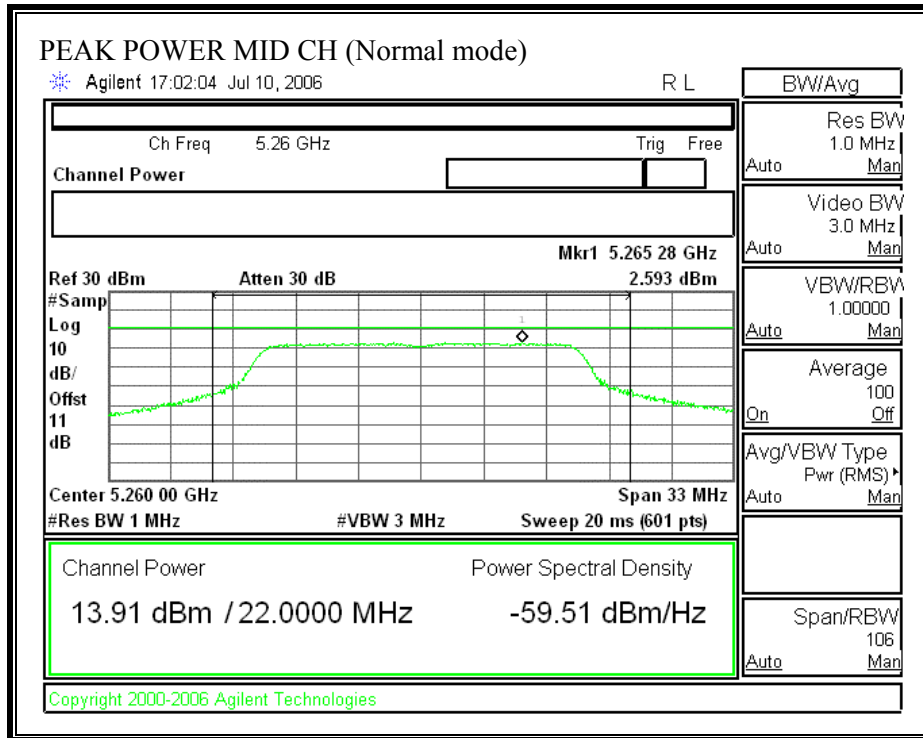 PEAK POWER MID CH (Normal mode)
Agilent 17:02:04 Jul 10, 2006 R L
Ch Freq 5.26 GHz Trig Free
Channel Power
Mkr1 5.265 28 GHz
Ref 30 dBm Atten 30 dB 2.593 dBm
#Samp
Log
10
dB/
Offst
11
dB
1
Center 5.260 00 GHz Span 33 MHz
#Res BW 1 MHz #VBW 3 MHz Sweep 20 ms (601 pts)
Channel Power Power Spectral Density
13.91 dBm / 22.0000 MHz -59.51 dBm/Hz
Copyright 2000-2006 Agilent Technologies
BW/Avg
Res BW
1.0 MHz
Auto Man
Video BW
3.0 MHz
Auto Man
VBW/RBW
1.00000
Auto Man
Average
100
On Off
Avg/VBW Type
Pwr (RMS)
Auto Man
Span/RBW
106
Auto Man